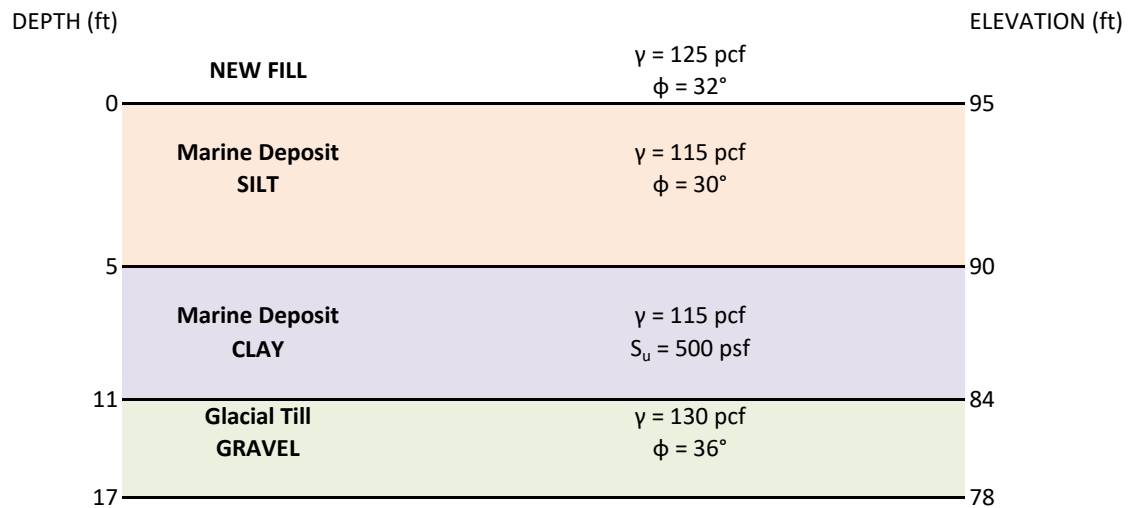 DEPTH (ft)
ELEVATION (ft)
NEW FILL
γ = 125 pcf
ϕ = 32°
0
95
Marine Deposit
SILT
γ = 115 pcf
ϕ = 30°
5
90
Marine Deposit
CLAY
γ = 115 pcf
Su = 500 psf
11
84
Glacial Till
GRAVEL
γ = 130 pcf
ϕ = 36°
17
78